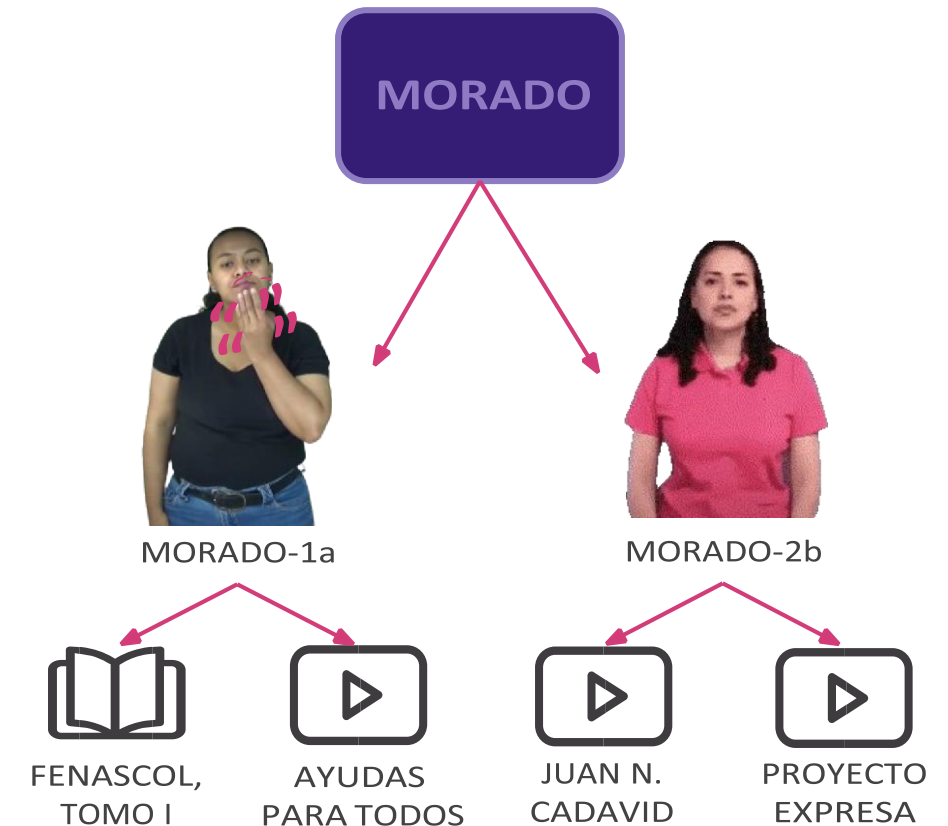 MORADO
MORADO-1a
MORADO-2b
FENASCOL,
TOMO I
AYUDAS
PARA TODOS
JUAN N.
CADAVID
PROYECTO
EXPRESA